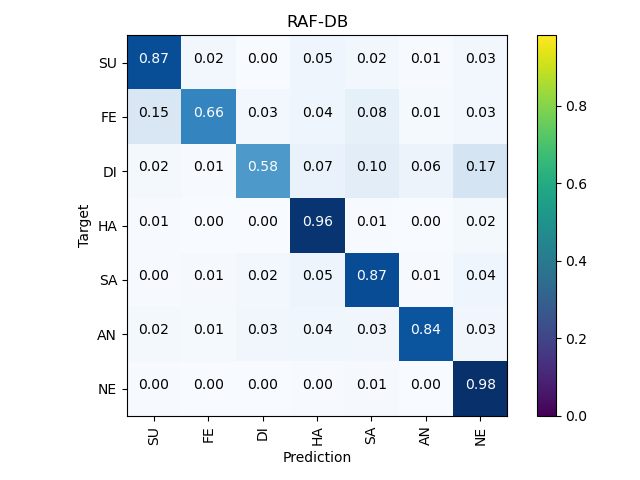 RAF-DB
SU 0.87 0.02 0.00 0.05 0.02 0.01 0.03
FE 0.15 0.66 0.03 0.04 0.08 0.01 0.03
DI 0.02 0.01 0.58 0.07 0.10 0.06 0.17
HA 0.01 0.00 0.00 0.96 0.01 0.00 0.02
SA 0.00 0.01 0.02 0.05 0.87 0.01 0.04
AN 0.02 0.01 0.03 0.04 0.03 0.84 0.03
NE 0.00 0.00 0.00 0.00 0.01 0.00 0.98
SU FE DI HA SA AN NE
Prediction
Target
0.8
0.6
0.4
0.2
0.0